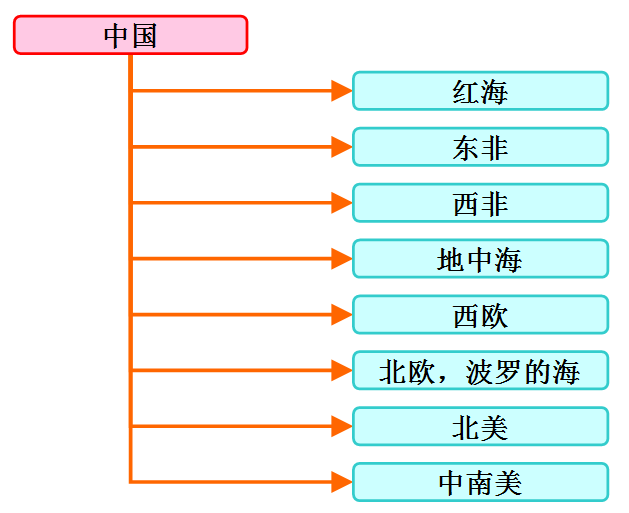 中国
红海
东非
西非
地中海
西欧
北欧，波罗的海
北美
中南美